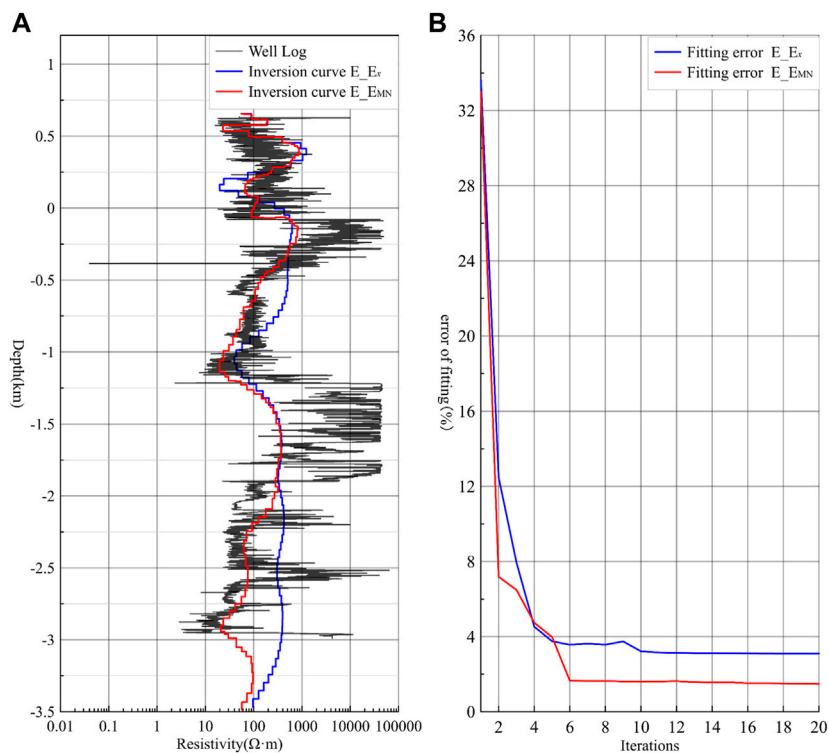 A
Well Log
Inversion curve E_Ex
Inversion curve E_EMN
1
0.5
0
-0.5
-1
-1.5
-2
-2.5
-3
-3.5
Depth(km)
0.01 0.1 1 10 100 1000 10000 100000
Resistivity(Ω·m)
B
Fitting error E_Ex
Fitting error E_EMN
36
32
28
24
20
16
12
8
4
0
error of fitting(%)
2 4 6 8 10 12 14 16 18 20
Iterations